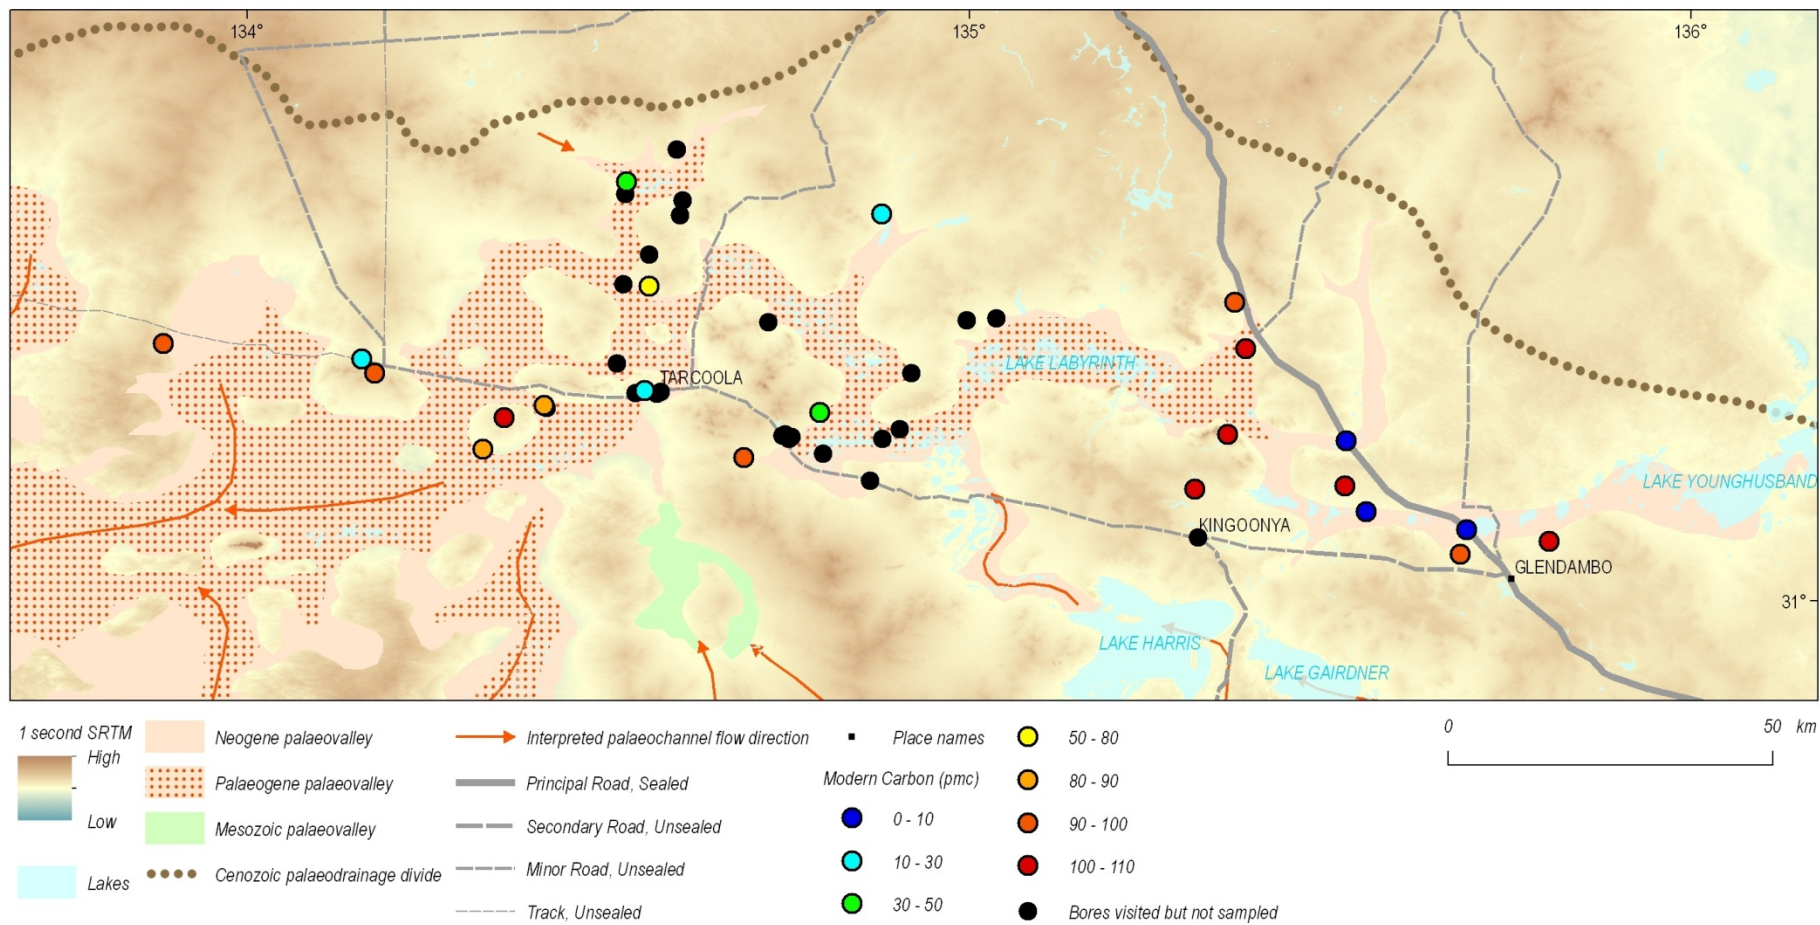 134°
135°
136°
LAKE LABYRINTH
TARCOOLA
LAKE YOUNGHUSBAND
KINGOONYA
GLENDAMBO
31°
LAKE HARRIS
LAKE GAIRDNER
1 second SRTM
High
Low
Lakes
Neogene palaeovalley
Palaeogene palaeovalley
Mesozoic palaeovalley
Cenozoic palaeodrainage divide
Interpreted palaeochannel flow direction
Principal Road, Sealed
Secondary Road, Unsealed
Minor Road, Unsealed
Track, Unsealed
Place names
Modern Carbon (pmc)
0 - 10
10 - 30
30 - 50
50 - 80
80 - 90
90 - 100
100 - 110
Bores visited but not sampled
0 50 km